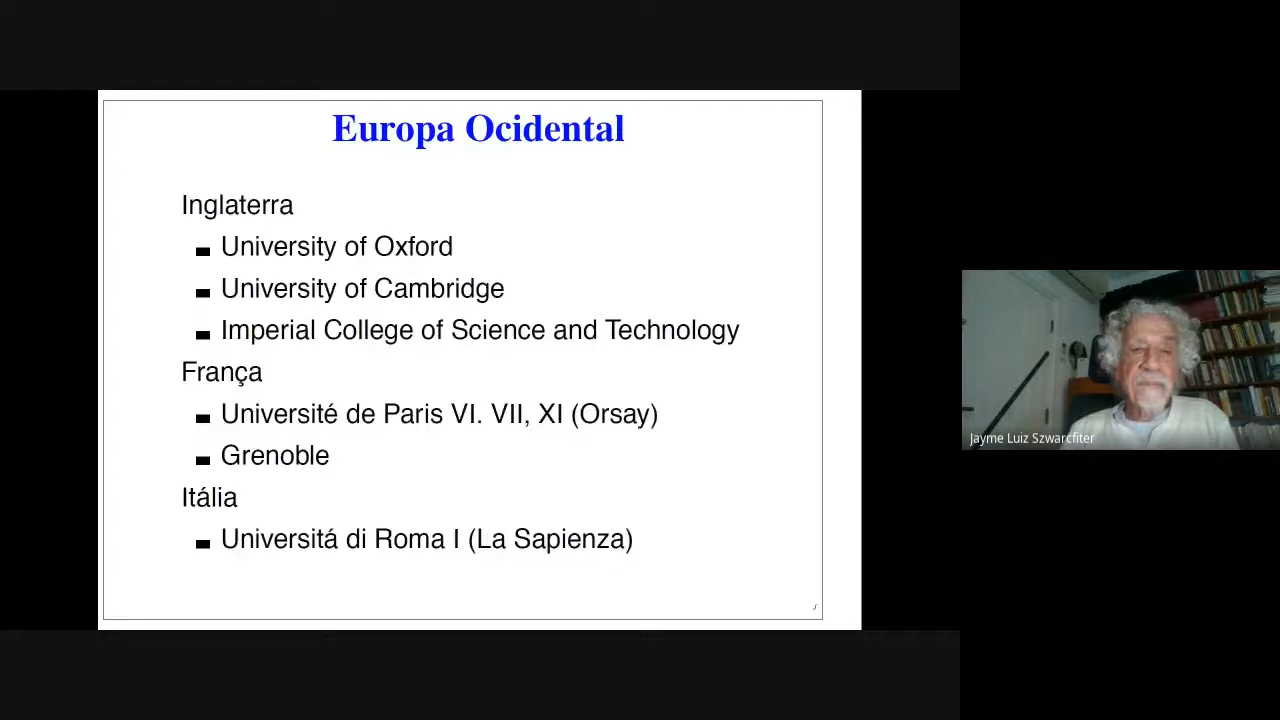 Europa Ocidental
Inglaterra
University of Oxford
University of Cambridge
Imperial College of Science and Technology
França
Université de Paris VI. VII, XI (Orsay)
Grenoble
Itália
Universitá di Roma I (La Sapienza)
Jayme Luiz Szwarcfiter